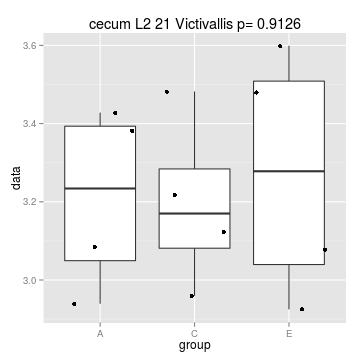 cecum L2 21 Victivallis p= 0.9126
3.6
3.4
3.2
3.0
data
A C E
group